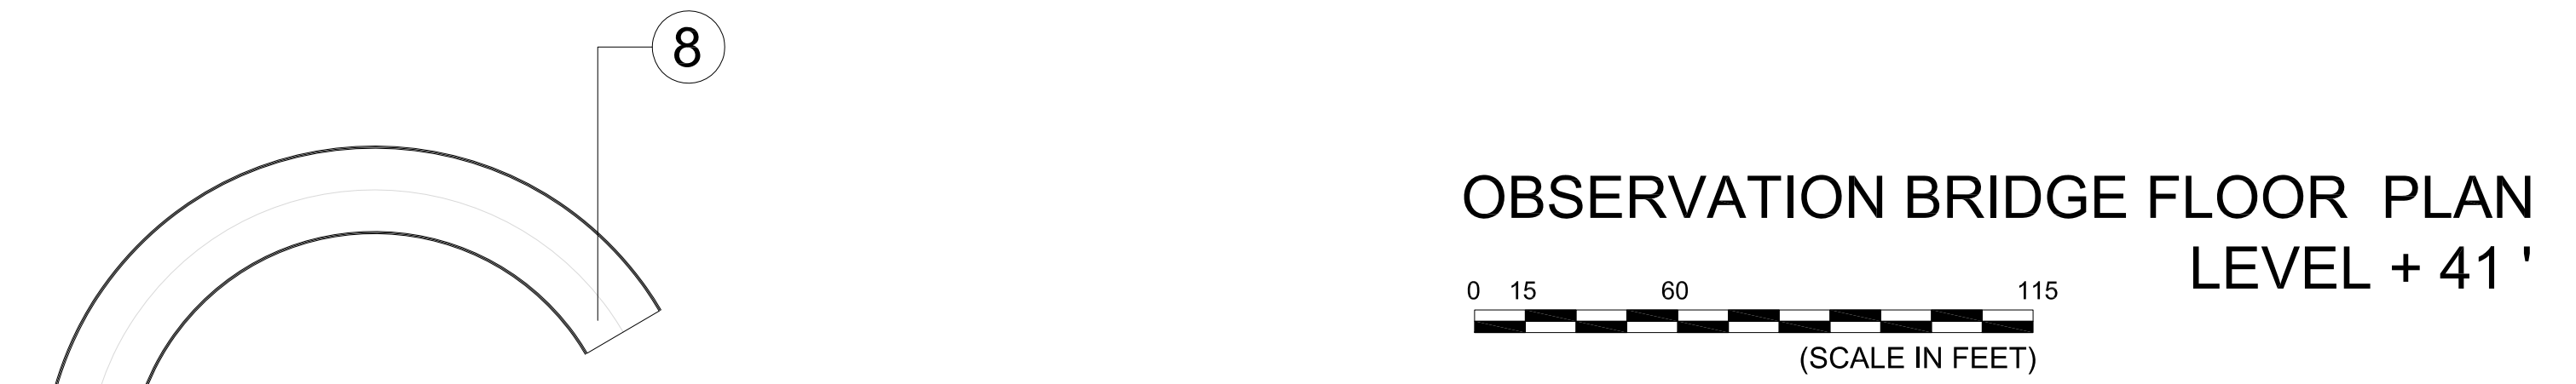 8
OBSERVATION BRIDGE FLOOR PLAN
LEVEL + 41 '
0 15 60 115
(SCALE IN FEET)